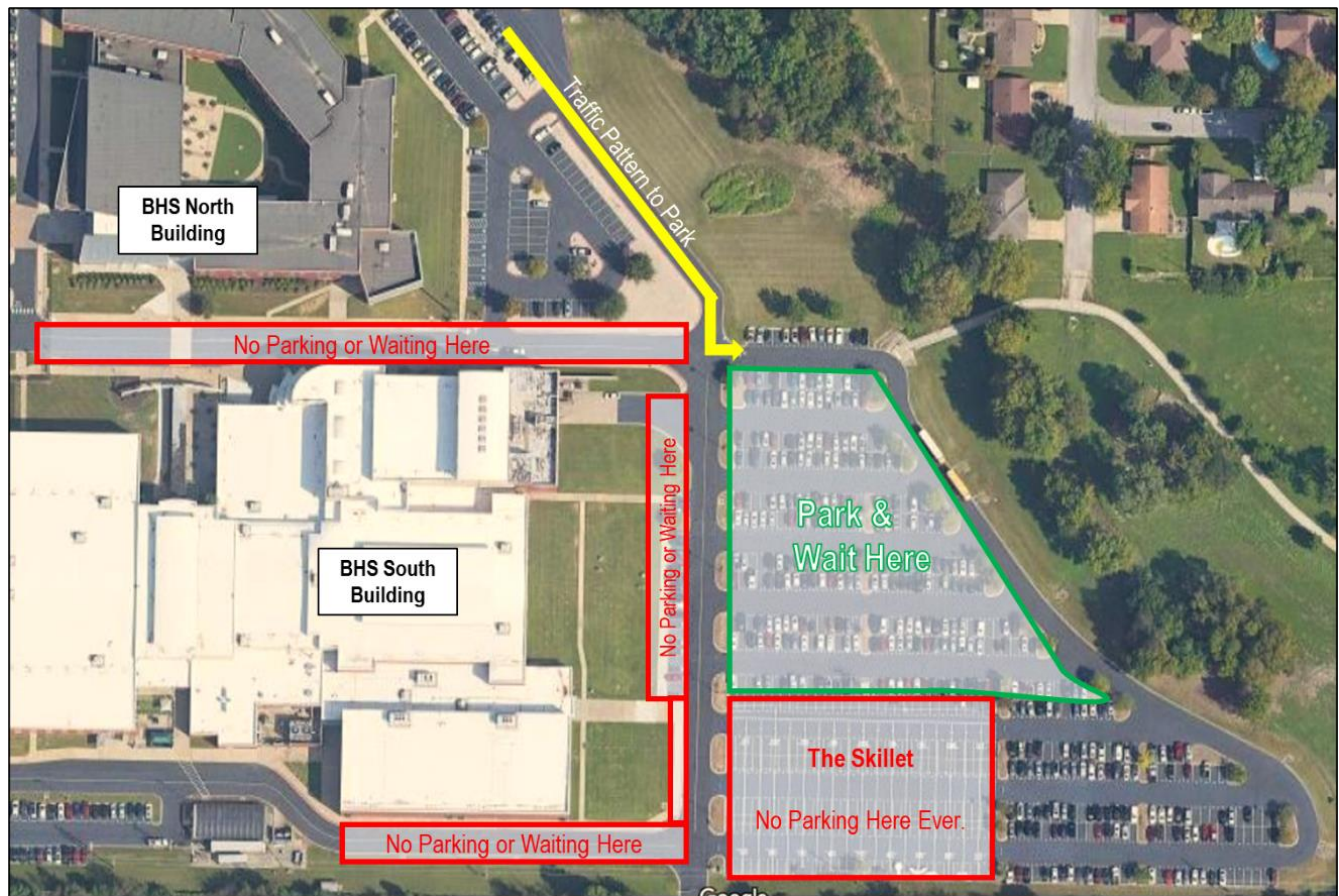 Traffic Pattern to Park
BHS North
Building
No Parking or Waiting Here
No Parking or Waiting Here
Park &
Wait Here
BHS South
Building
The Skillet
No Parking Here Ever.
No Parking or Waiting Here
Google